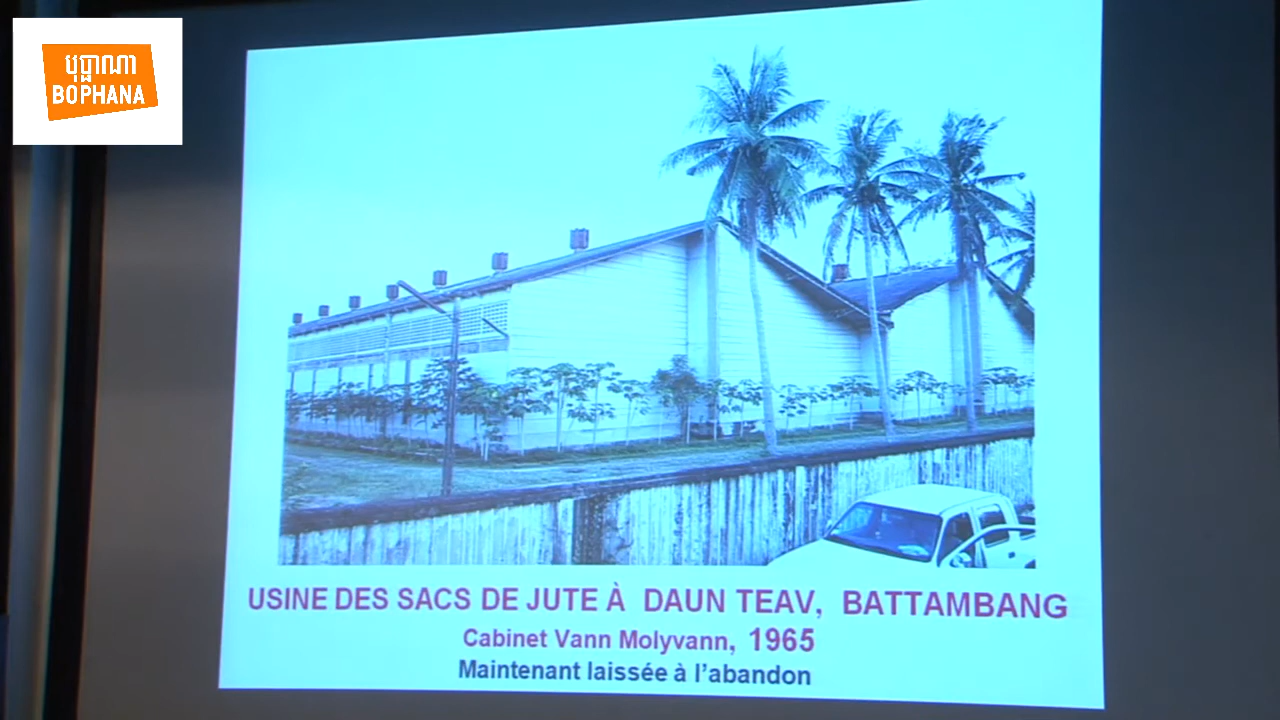 បុប្ផាណា
BOPHANA
USINE DES SACS DE JUTE À DAUN TEAV, BATTAMBANG
Cabinet Vann Molyvann, 1965
Maintenant laissée à l'abandon